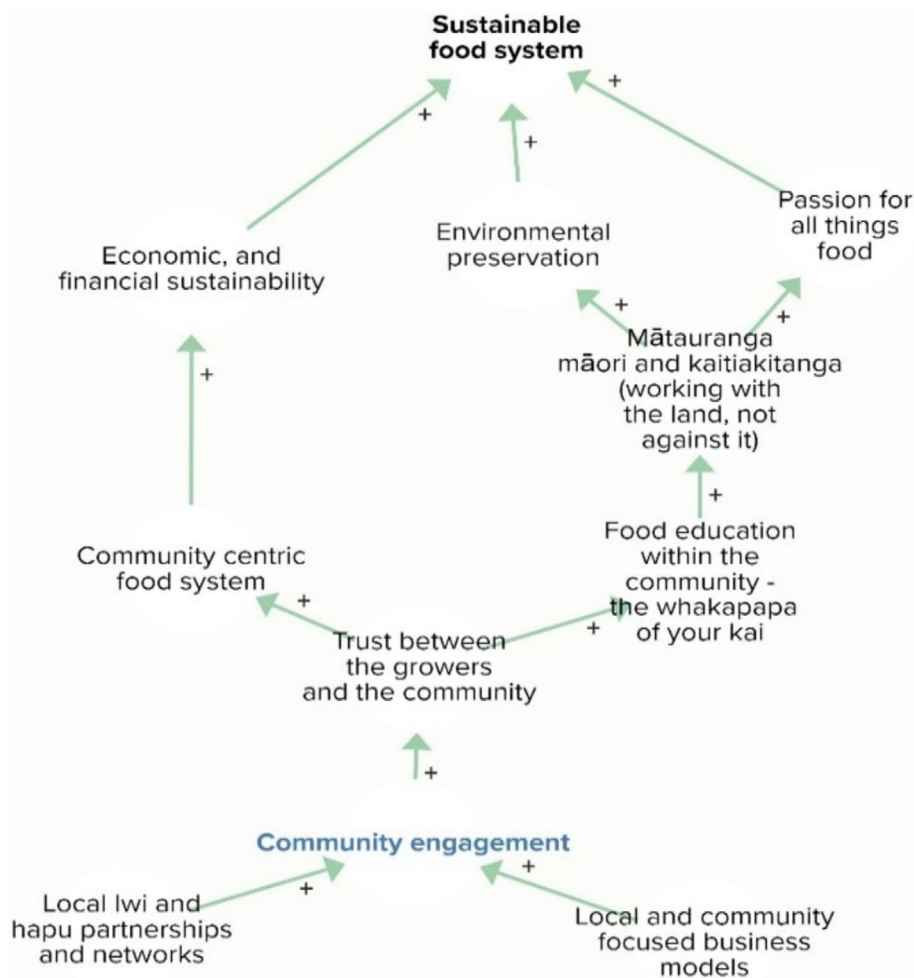 Sustainable
food system
+
+
+
Passion for
all things
food
Environmental
preservation
Economic, and
financial sustainability
+
+
Mātauranga
māori and kaitiakitanga
(working with
the land, not
against it)
+
+
Food education
within the
community -
the whakapapa
of your kai
Community centric
food system
+
+
Trust between
the growers
and the community
+
Community engagement
+
+
Local Iwi and
hapu partnerships
and networks
Local and community
focused business
models